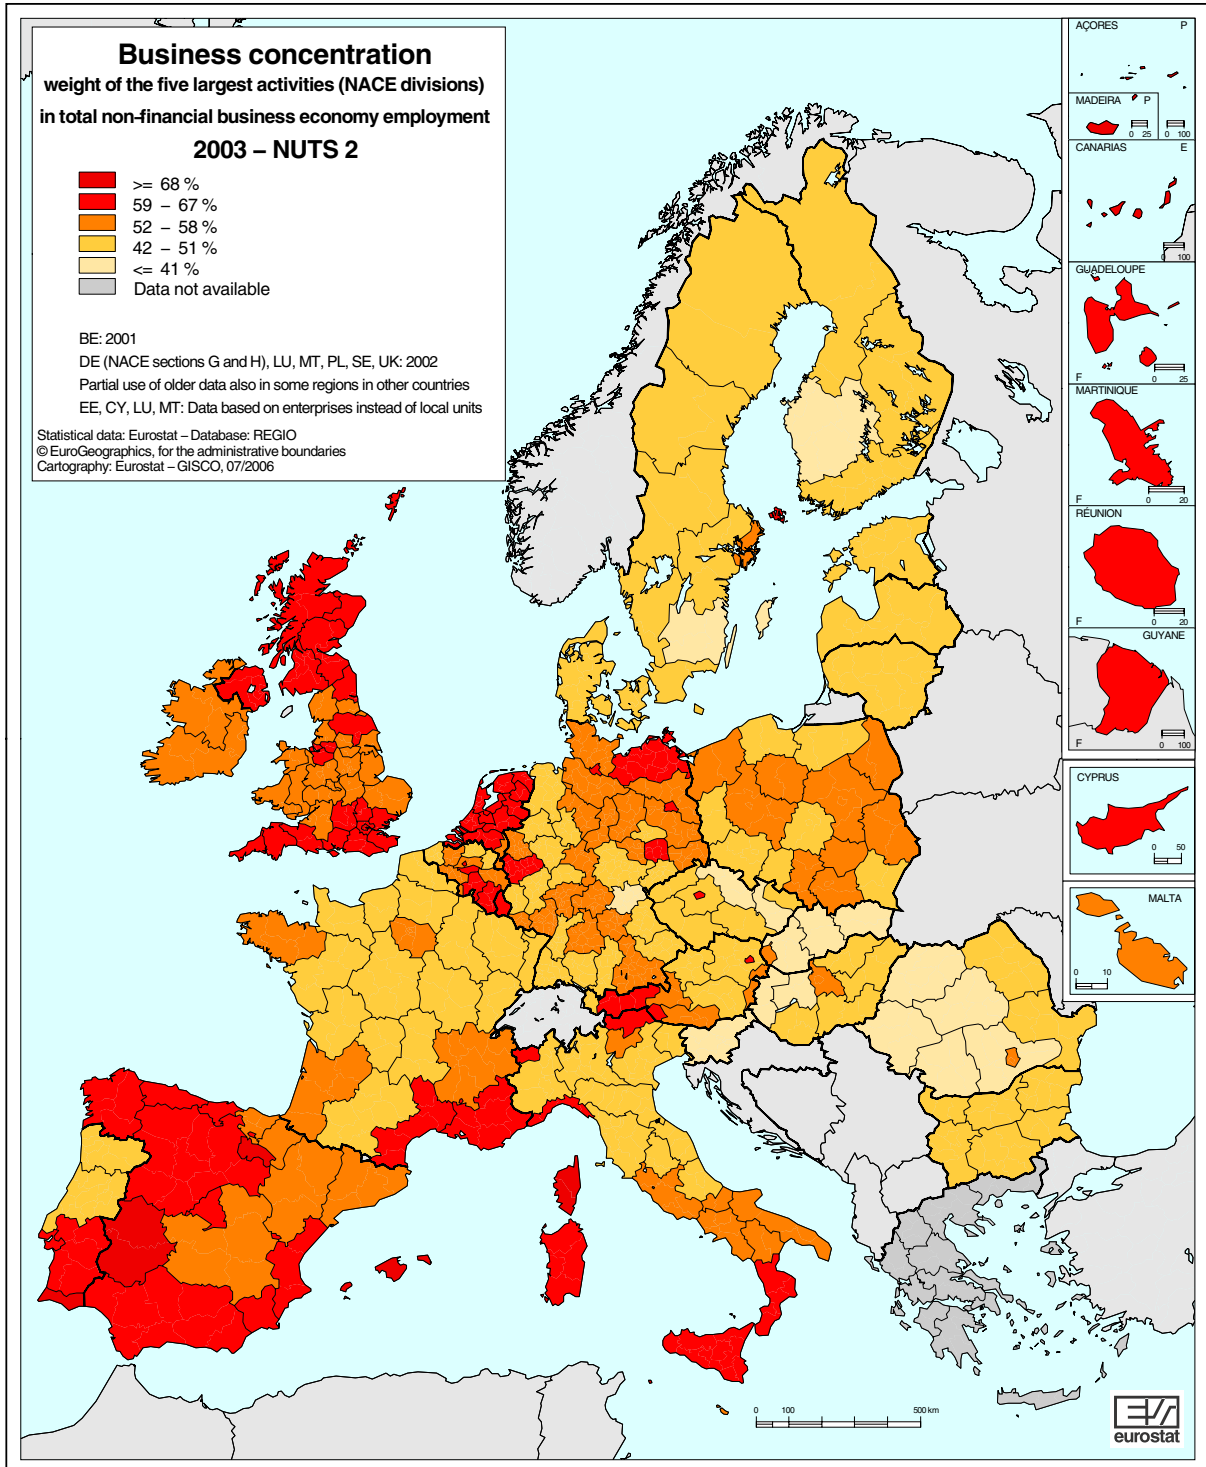 Business concentration
weight of the five largest activities (NACE divisions)
in total non-financial business economy employment
2003 – NUTS 2
>= 68 %
59 – 67 %
52 – 58 %
42 – 51 %
<= 41 %
Data not available
BE: 2001
DE (NACE sections G and H), LU, MT, PL, SE, UK: 2002
Partial use of older data also in some regions in other countries
EE, CY, LU, MT: Data based on enterprises instead of local units
Statistical data: Eurostat – Database: REGIO
© EuroGeographics, for the administrative boundaries
Cartography: Eurostat – GISCO, 07/2006
AÇORES P
MADEIRA P
0 25 0 100
CANARIAS E
0 100
GUADELOUPE
F 0 25
MARTINIQUE
F 0 20
RÉUNION
F 0 20
GUYANE
F 0 100
CYPRUS
0 50
MALTA
0 10
0 100 500 km
eurostat